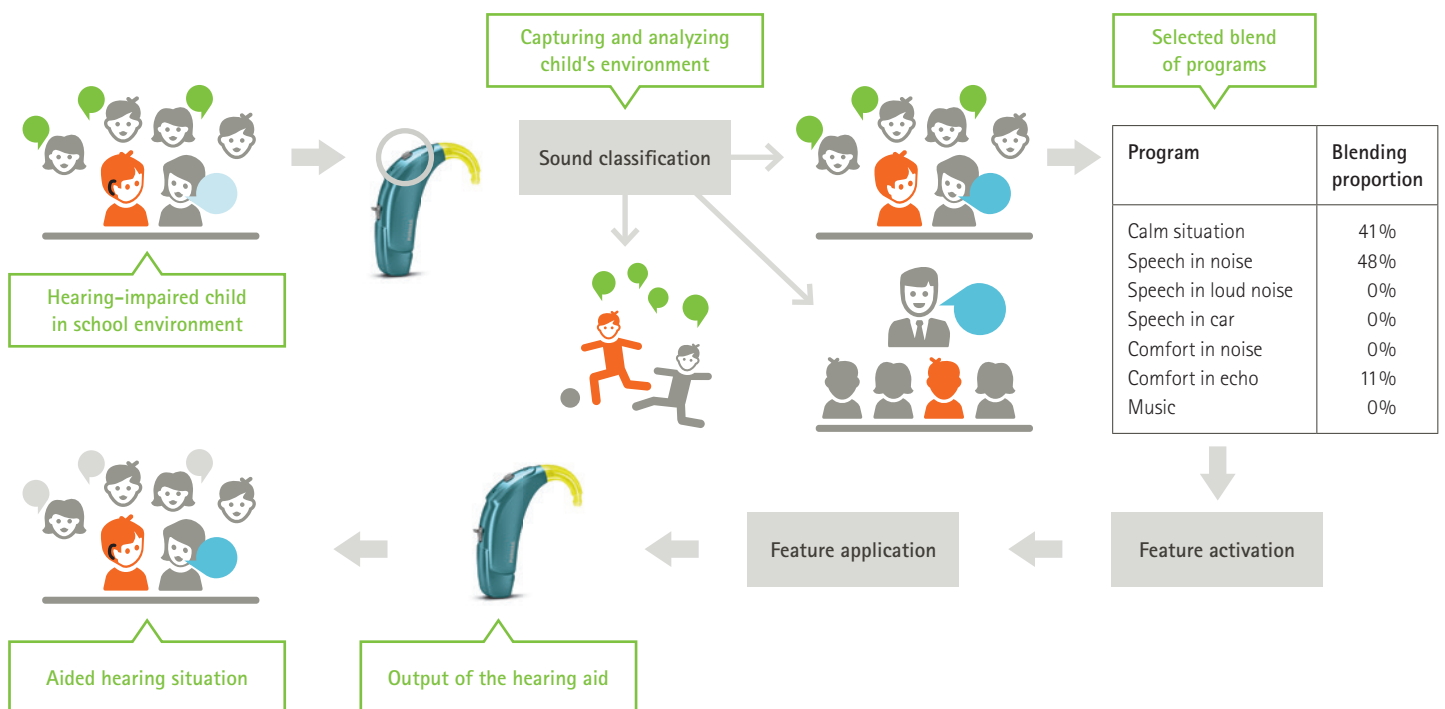 Capturing and analyzing
child's environment
Selected blend
of programs
Sound classification
Hearing-impaired child
in school environment
Program Blending
proportion
Calm situation 41%
Speech in noise 48%
Speech in loud noise 0%
Speech in car 0%
Comfort in noise 0%
Comfort in echo 11%
Music 0%
Feature activation
Feature application
Output of the hearing aid
Aided hearing situation